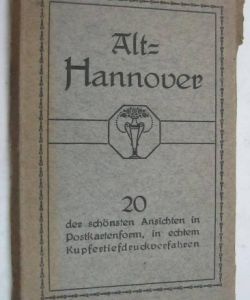 Alt=
Hannover
20
der schönsten Ansichten in
Postkartenform, in echtem
Kupfertiefdruckverfahren